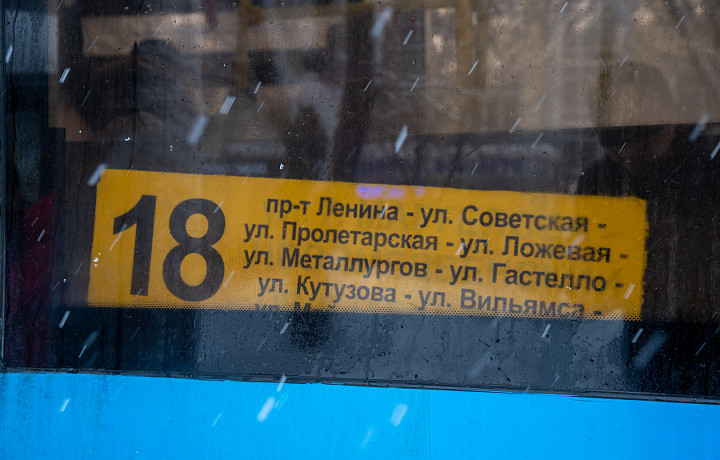 18
пр-т Ленина - ул. Советская -
ул. Пролетарская - ул. Ложевая -
ул. Металлургов - ул. Гастелло -
ул. Кутузова - ул. Вильямса -